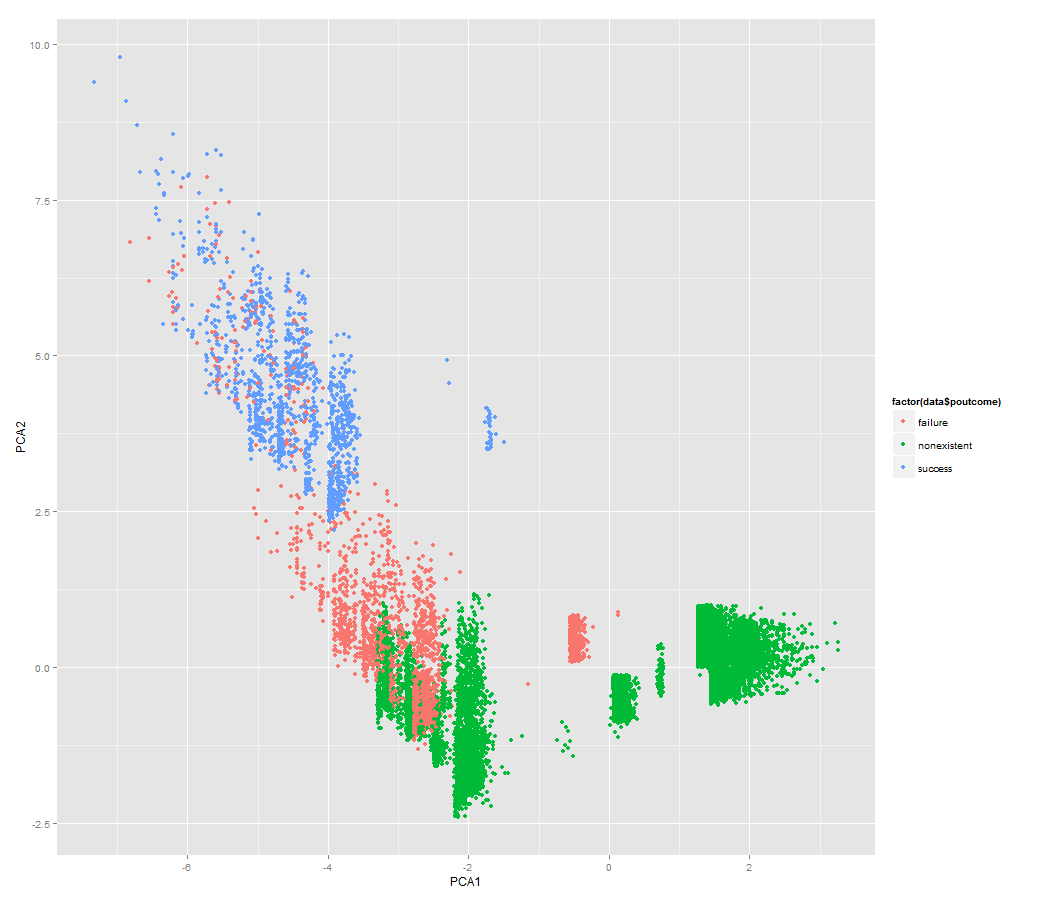 10.0
7.5
5.0
2.5
0.0
-2.5
PCA2
-6
-4
-2
0
2
PCA1
factor(data$poutcome)
failure
nonexistent
success